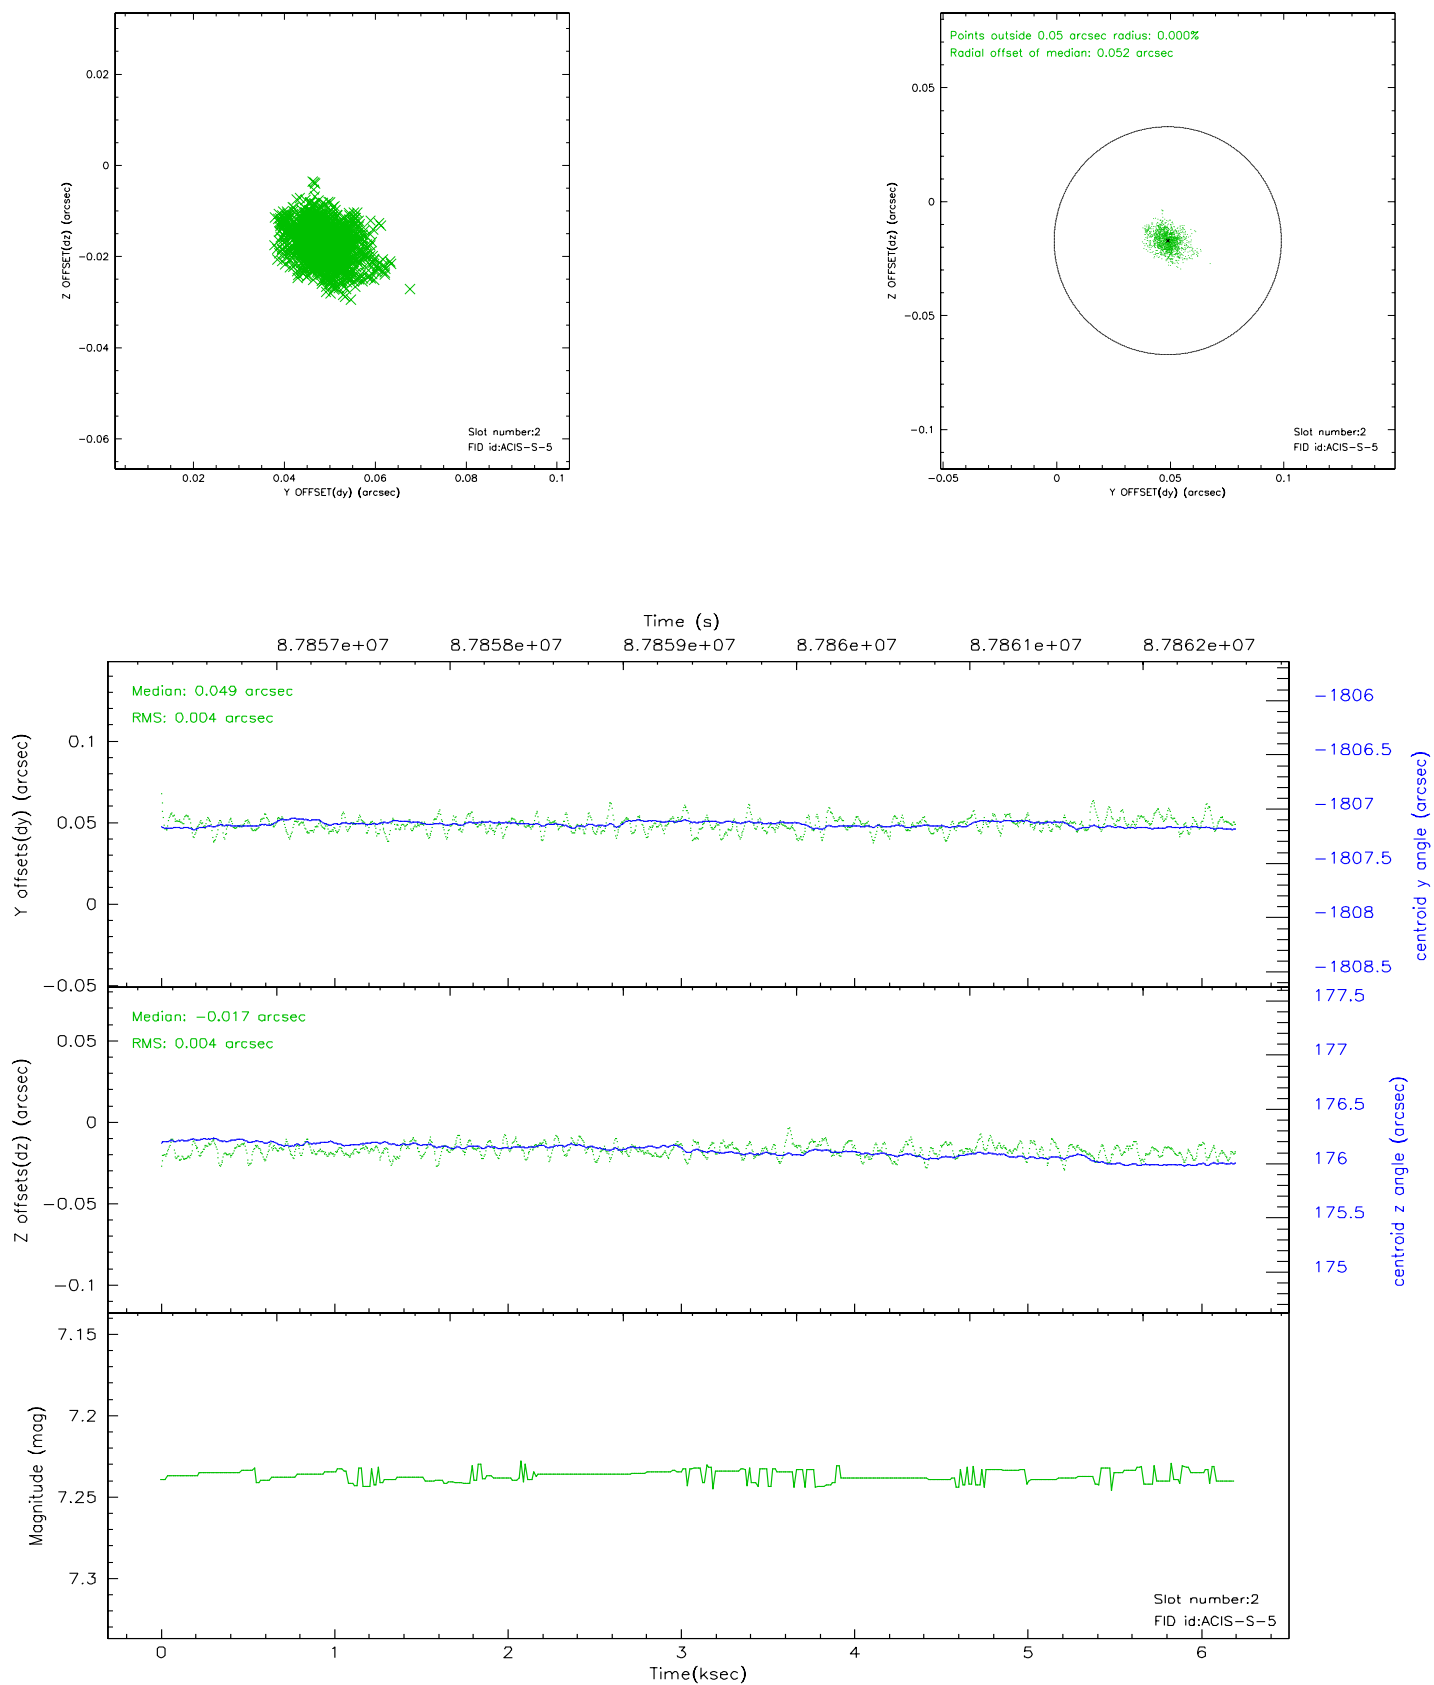 0.02
0
-0.02
-0.04
-0.06
Z OFFSET(dz) (arcsec)
Slot number:2
FID id:ACIS-S-5
0.02 0.04 0.06 0.08 0.1
Y OFFSET(dy) (arcsec)
Points outside 0.05 arcsec radius: 0.000%
Radial offset of median: 0.052 arcsec
0.05
0
-0.05
-0.1
Z OFFSET(dz) (arcsec)
Slot number:2
FID id:ACIS-S-5
-0.05 0 0.05 0.1
Y OFFSET(dy) (arcsec)
Time (s)
8.7857e+07 8.7858e+07 8.7859e+07 8.786e+07 8.7861e+07 8.7862e+07
Median: 0.049 arcsec
RMS: 0.004 arcsec
0.1
0.05
0
-0.05
Y offsets(dy) (arcsec)
-1806
-1806.5
-1807
-1807.5
-1808
-1808.5
centroid y angle (arcsec)
Median: -0.017 arcsec
RMS: 0.004 arcsec
0.05
0
-0.05
-0.1
Z offsets(dz) (arcsec)
177.5
177
176.5
176
175.5
175
centroid z angle (arcsec)
7.15
7.2
7.25
7.3
Magnitude (mag)
Slot number:2
FID id:ACIS-S-5
0 1 2 3 4 5 6
Time(ksec)